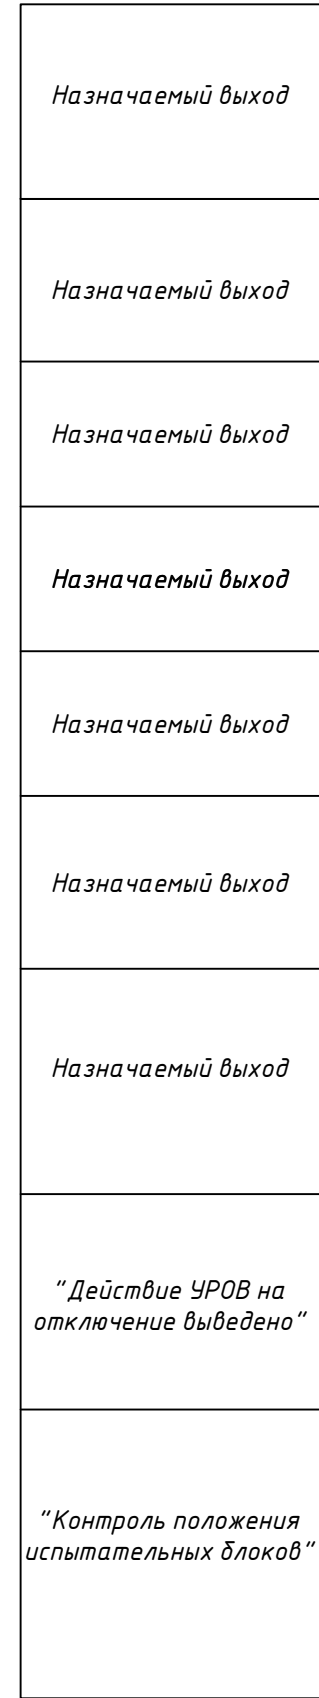 Назначаемый выход
Назначаемый выход
Назначаемый выход
Назначаемый выход
Назначаемый выход
Назначаемый выход
Назначаемый выход
"Действие УРОВ на
отключение выведено"
"Контроль положения
испытательных блоков"